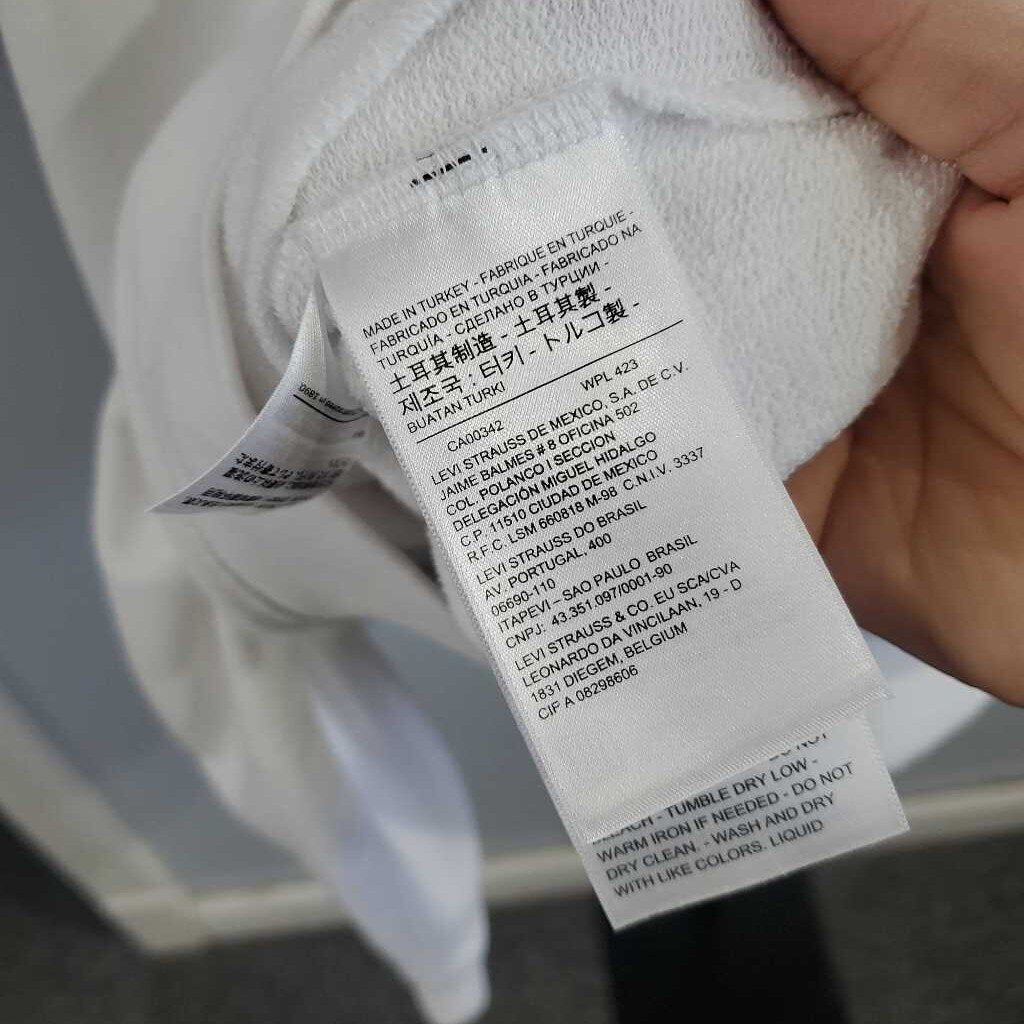 MADE IN TURKEY - FABRIQUE EN TURQUIE -
FABRICADO EN TURQUIA - FABRICADO NA
TURQUÍA - СДЕЛАНО В ТУРЦИИ -
土耳其制造 - 土耳其製 -
제조국 : 터키 - トルコ製 -
BUATAN TURKI
CA00342 WPL 423
LEVI STRAUSS DE MEXICO, S.A. DE C.V.
JAIME BALMES # 8 OFICINA 502
COL. POLANCO I SECCION
DELEGACIÓN MIGUEL HIDALGO
C.P. 11510 CIUDAD DE MEXICO
R.F.C. LSM 660818 M-98 C.N.I.V. 3337
LEVI STRAUSS DO BRASIL
AV. PORTUGAL, 400
06690-110
ITAPEVI – SAO PAULO BRASIL
CNPJ: 43.351.097/0001-90
LEVI STRAUSS & CO. EU SCA/CVA
LEONARDO DA VINCILAAN, 19 - D
1831 DIEGEM, BELGIUM
CIF A 08298606
DO NOT
BLEACH - TUMBLE DRY LOW -
WARM IRON IF NEEDED - DO NOT
DRY CLEAN. - WASH AND DRY
WITH LIKE COLORS. LIQUID